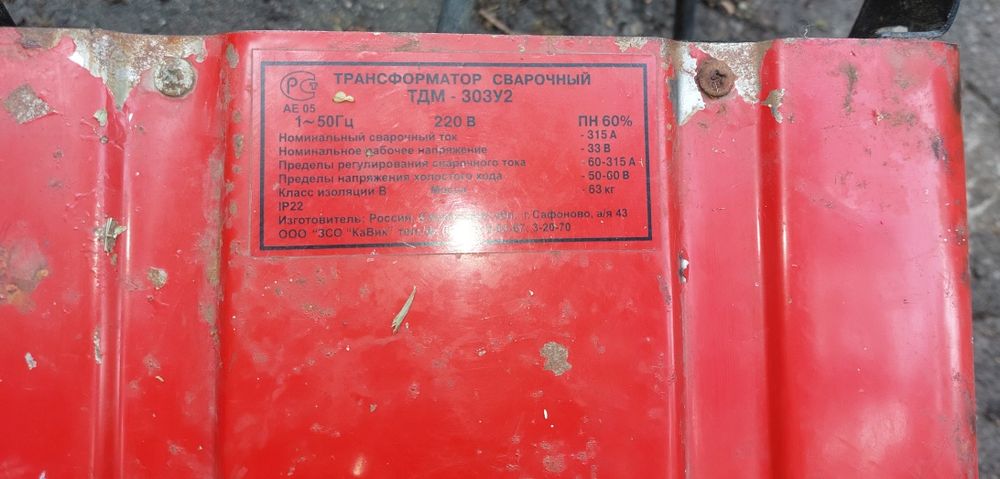 РСТ
ТРАНСФОРМАТОР СВАРОЧНЫЙ
АЕ 05
ТДМ - 303У2
1~50Гц 220 В ПН 60%
Номинальный сварочный ток - 315 А
Номинальное рабочее напряжение - 33 В
Пределы регулирования сварочного тока - 60-315 А
Пределы напряжения холостого хода - 50-60 В
Класс изоляции В Масса - 63 кг
IP22
Изготовитель: Россия, г. Сафоново, а/я 43
ООО "ЗСО "КаВик" тел. 3-20-70